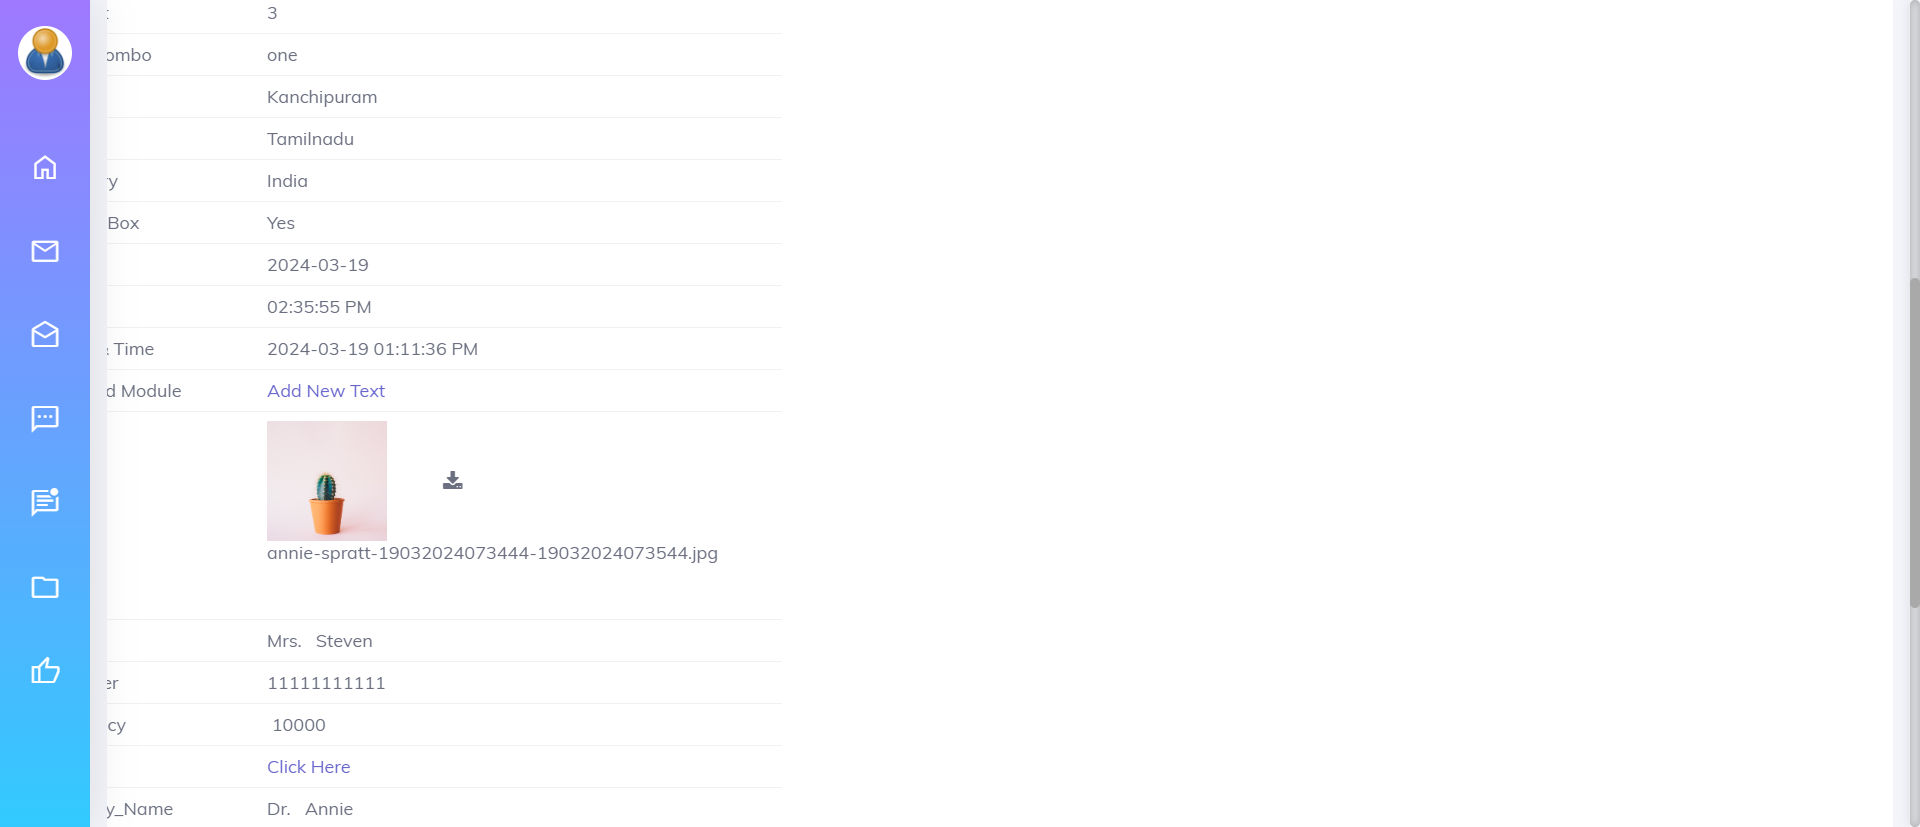 3
ombo one
Kanchipuram
Tamilnadu
ry India
Box Yes
2024-03-19
02:35:55 PM
Time 2024-03-19 01:11:36 PM
d Module Add New Text
annie-spratt-19032024073444-19032024073544.jpg
Mrs. Steven
er 11111111111
cy 10000
Click Here
y_Name Dr. Annie